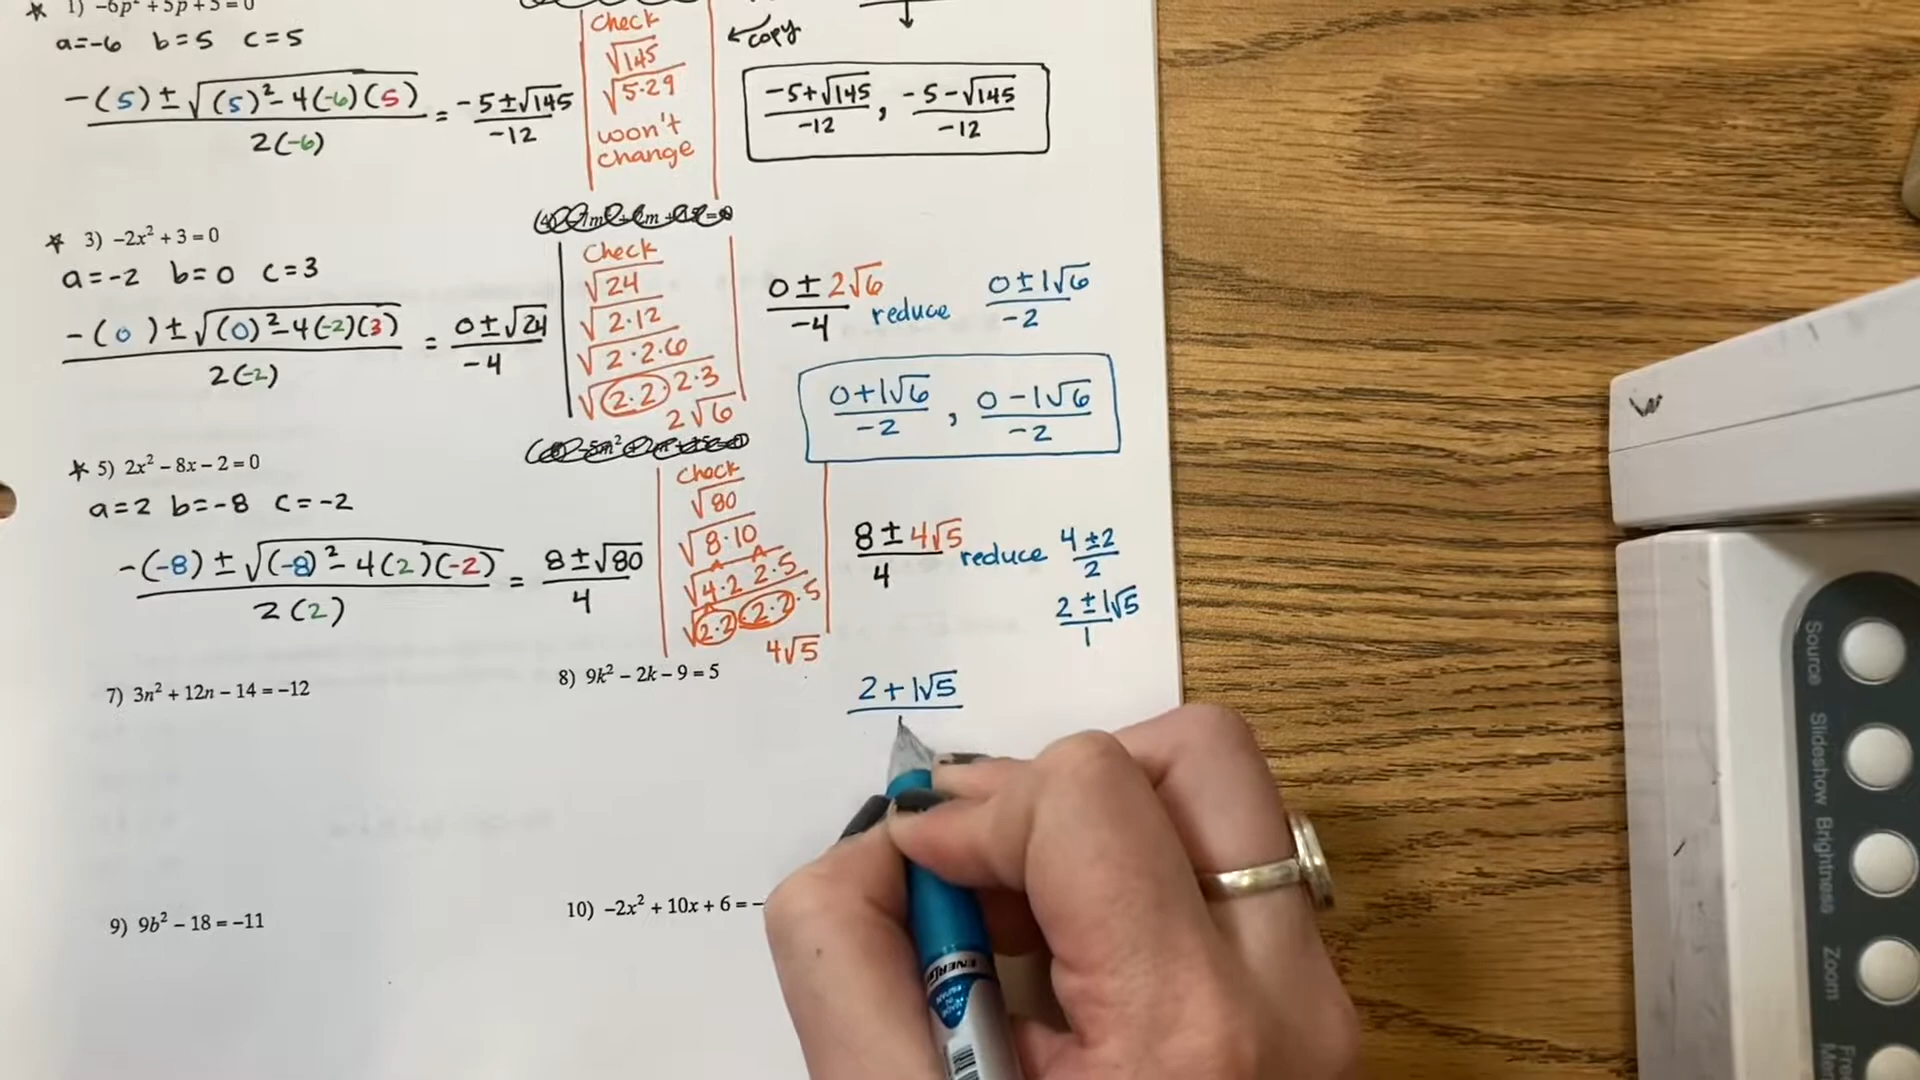 1) −6p² + 5p + 5 = 0
a=-6 b=5 c=5
-(5)±√(5)²-4(-6)(5) / 2(-6) = -5±√145 / -12
Check
√145
√5·29
won't
change
copy
-5+√145 / -12 , -5-√145 / -12
3) −2x² + 3 = 0
a=-2 b=0 c=3
-(0)±√(0)²-4(-2)(3) / 2(-2) = 0±√24 / -4
Check
√24
√2·12
√2·2·6
√2·2·2·3
2√6
0±2√6 / -4 reduce 0±1√6 / -2
0+1√6 / -2 , 0-1√6 / -2
5) 2x² − 8x − 2 = 0
a=2 b=-8 c=-2
-(-8)±√(-8)²-4(2)(-2) / 2(2) = 8±√80 / 4
Check
√80
√8·10
√4·2 2·5
√2·2·2·2·5
4√5
8±4√5 / 4 reduce 4±2 / 2
2±1√5 / 1
2+1√5
7) 3n² + 12n − 14 = −12
8) 9k² − 2k − 9 = 5
9) 9b² − 18 = −11
10) −2x² + 10x + 6 = −
ENER
Source
Slideshow
Brightness
Zoom